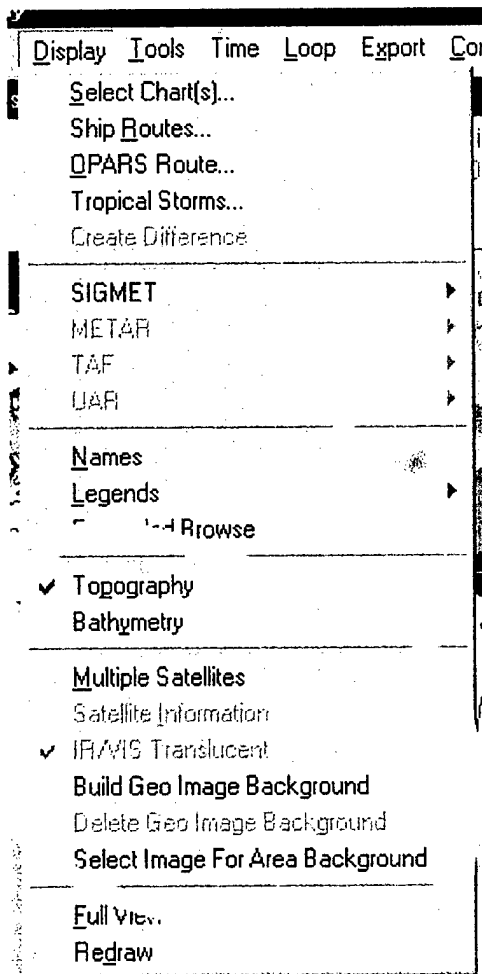 Display Tools Time Loop Export
Select Chart(s)...
Ship Routes...
OPARS Route...
Tropical Storms...
Create Difference
SIGMET
METAR
TAF
UAR
Names
Legends
Browse
Topography
Bathymetry
Multiple Satellites
Satellite Information
IR/VIS Translucent
Build Geo Image Background
Delete Geo Image Background
Select Image For Area Background
Full View
Redraw